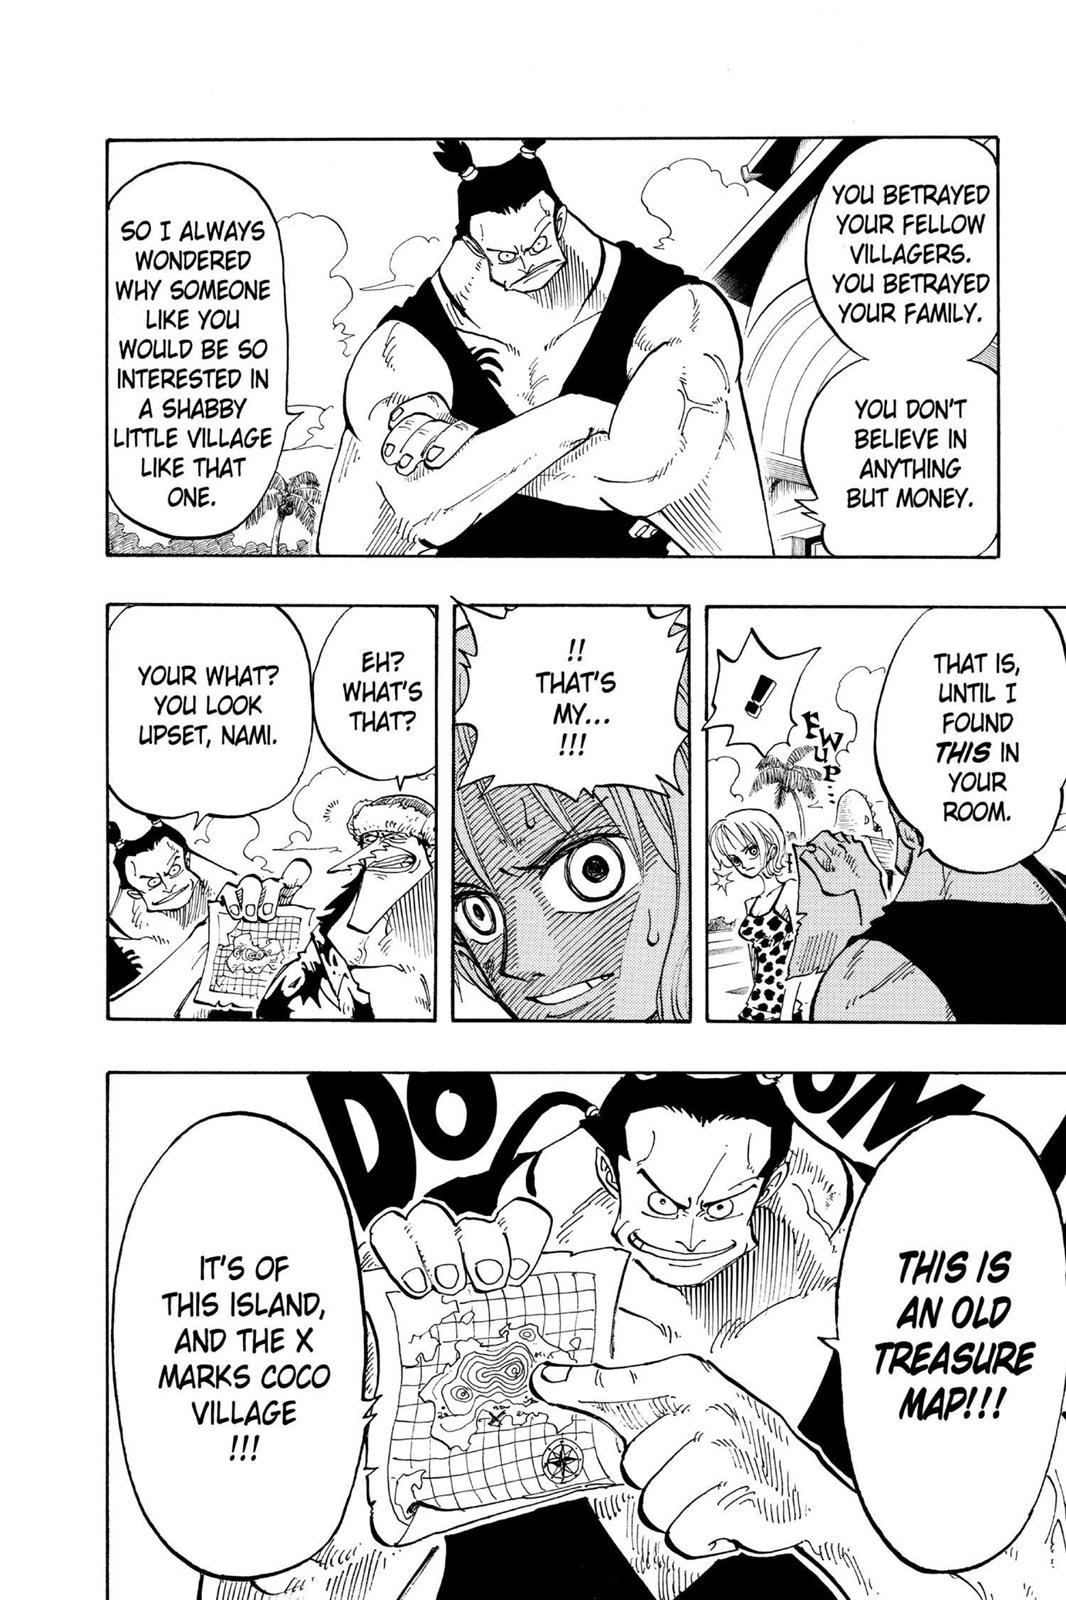 YOU BETRAYED
YOUR FELLOW
VILLAGERS.
YOU BETRAYED
YOUR FAMILY.
YOU DON'T
BELIEVE IN
ANYTHING
BUT MONEY.
SO I ALWAYS
WONDERED
WHY SOMEONE
LIKE YOU
WOULD BE SO
INTERESTED IN
A SHABBY
LITTLE VILLAGE
LIKE THAT
ONE.
THAT IS,
UNTIL I
FOUND
THIS IN
YOUR
ROOM.
FWUP...
!
!!
THAT'S
MY...
!!!
EH?
WHAT'S
THAT?
YOUR WHAT?
YOU LOOK
UPSET, NAMI.
DO
ON
THIS IS
AN OLD
TREASURE
MAP!!!
IT'S OF
THIS ISLAND,
AND THE X
MARKS COCO
VILLAGE
!!!